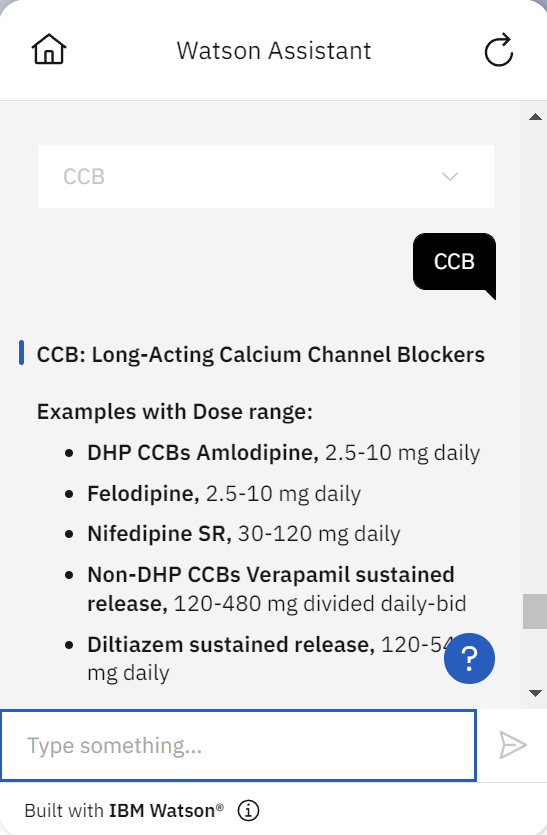 Watson Assistant
CCB
CCB
CCB: Long-Acting Calcium Channel Blockers
Examples with Dose range:
• DHP CCBs Amlodipine, 2.5-10 mg daily
• Felodipine, 2.5-10 mg daily
• Nifedipine SR, 30-120 mg daily
• Non-DHP CCBs Verapamil sustained
release, 120-480 mg divided daily-bid
• Diltiazem sustained release,
mg daily
?
Type something...
Built with IBM Watson®